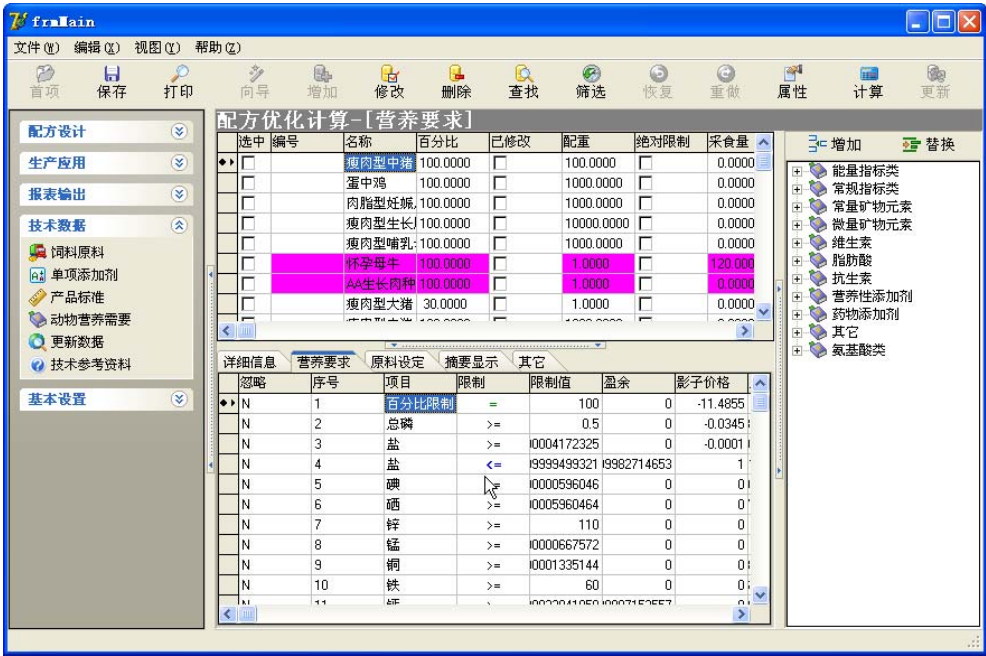 frmMain
文件(W) 编辑(X) 视图(Y) 帮助(Z)
首项 保存 打印 向导 增加 修改 删除 查找 筛选 恢复 重做 属性 计算 更新
配方设计
生产应用
报表输出
技术数据
饲料原料
单项添加剂
产品标准
动物营养需要
更新数据
技术参考资料
基本设置
配方优化计算-[营养要求]
选中 编号 名称 百分比 已修改 配重 绝对限制 采食量
瘦肉型中猪 100.0000 100.0000 0.0000
蛋中鸡 100.0000 1000.0000 0.0000
肉脂型妊娠 100.0000 1000.0000 0.0000
瘦肉型生长 100.0000 10000.0000 0.0000
瘦肉型哺乳 100.0000 1000.0000 0.0000
怀孕母牛 100.0000 1.0000 120.000
AA生长肉种 100.0000 1.0000 0.0000
瘦肉型大猪 30.0000 1.0000 0.0000
详细信息 营养要求 原料设定 摘要显示 其它
忽略 序号 项目 限制 限制值 盈余 影子价格
N 1 百分比限制 = 100 0 -11.4855
N 2 总磷 >= 0.5 0 -0.0345
N 3 盐 >= 0004172325 0 -0.0001
N 4 盐 <= 9999499321 9982714653 1
N 5 碘 >= 0000596046 0 0
N 6 硒 >= 0005960464 0 0
N 7 锌 >= 110 0 0
N 8 锰 >= 0000667572 0 0
N 9 铜 >= 0001335144 0 0
N 10 铁 >= 60 0 0
增加 替换
能量指标类
常规指标类
常量矿物元素
微量矿物元素
维生素
脂肪酸
抗生素
营养性添加剂
药物添加剂
其它
氨基酸类